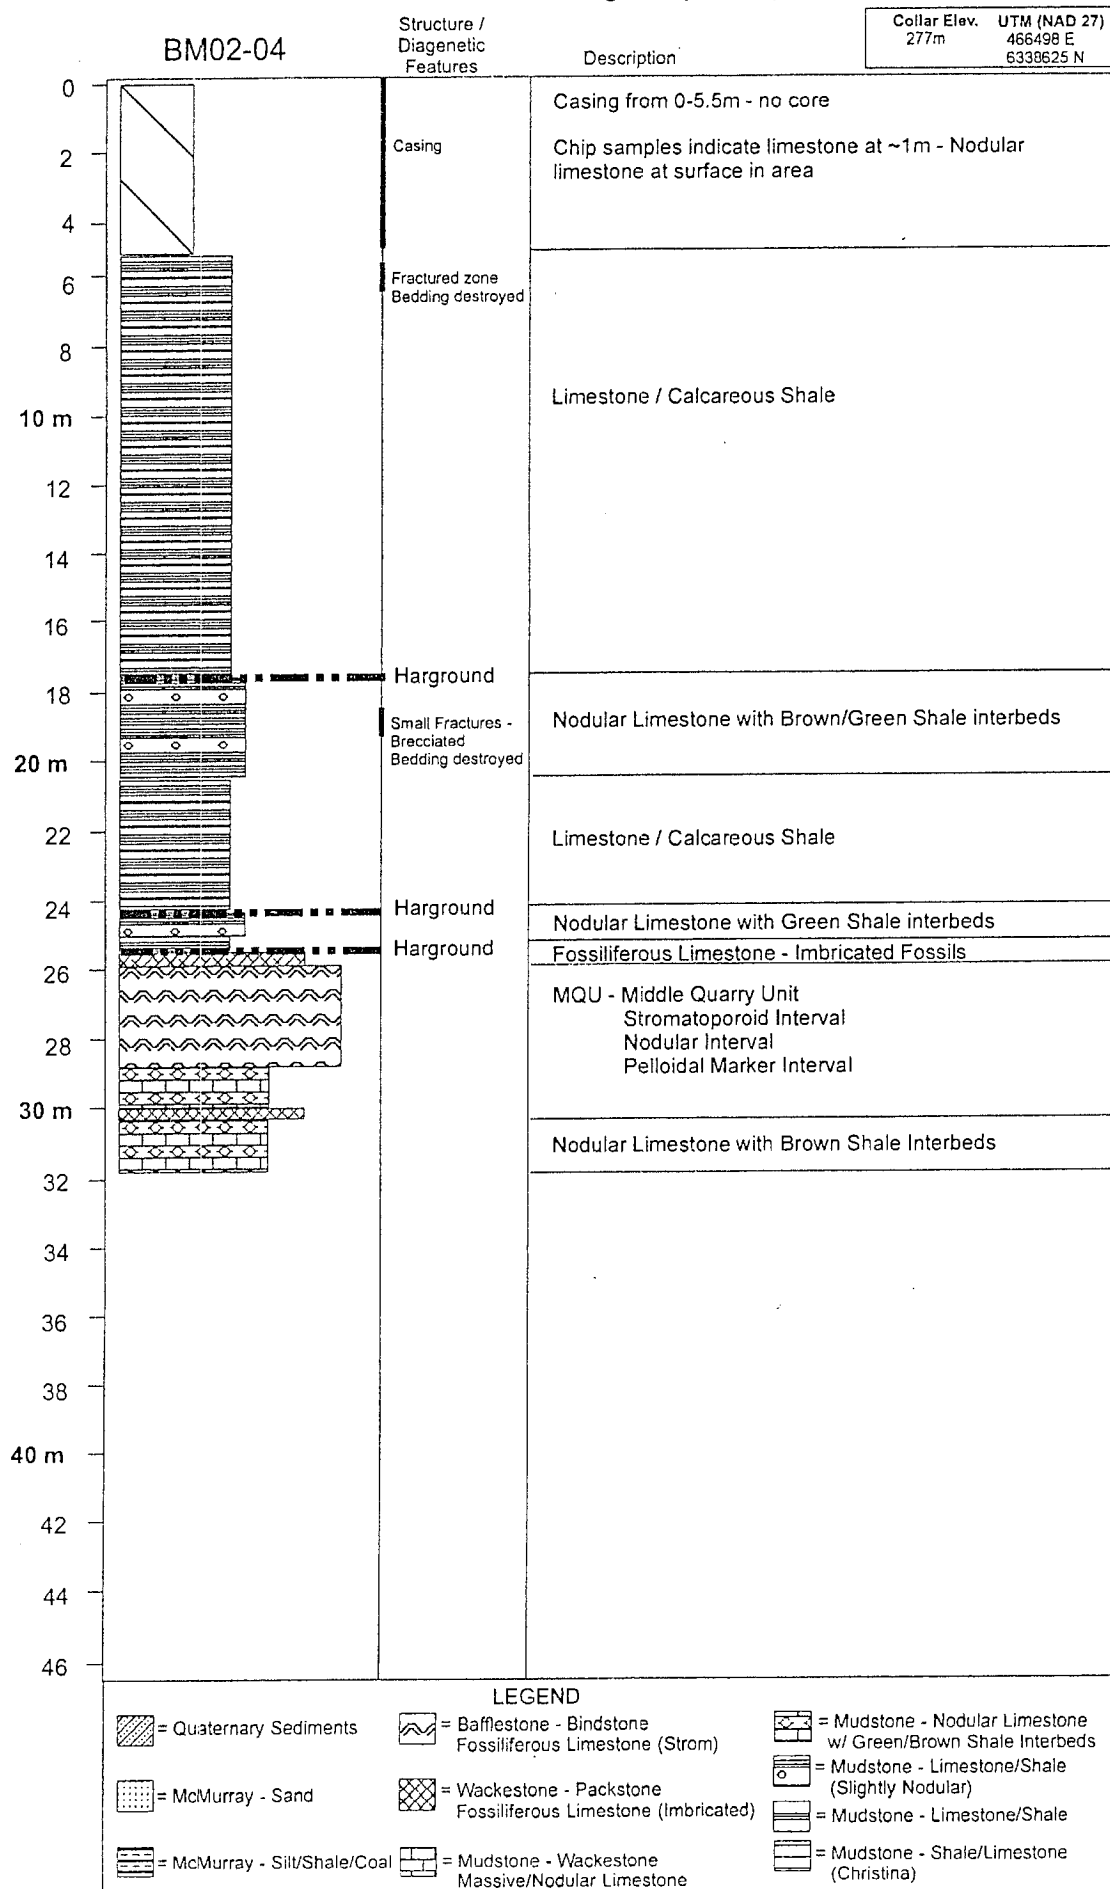 BM02-04
Structure /
Diagenetic
Features
Description
Collar Elev. UTM (NAD 27)
277m 466498 E
6338625 N
0
2
4
6
8
10 m
12
14
16
18
20 m
22
24
26
28
30 m
32
34
36
38
40 m
42
44
46
Casing
Fractured zone
Bedding destroyed
Harground
Small Fractures -
Brecciated
Bedding destroyed
Harground
Harground
Casing from 0-5.5m - no core
Chip samples indicate limestone at ~1m - Nodular
limestone at surface in area
Limestone / Calcareous Shale
Nodular Limestone with Brown/Green Shale interbeds
Limestone / Calcareous Shale
Nodular Limestone with Green Shale interbeds
Fossiliferous Limestone - Imbricated Fossils
MQU - Middle Quarry Unit
Stromatoporoid Interval
Nodular Interval
Pelloidal Marker Interval
Nodular Limestone with Brown Shale Interbeds
LEGEND
= Quaternary Sediments
= McMurray - Sand
= McMurray - Silt/Shale/Coal
= Bafflestone - Bindstone
Fossiliferous Limestone (Strom)
= Wackestone - Packstone
Fossiliferous Limestone (Imbricated)
= Mudstone - Wackestone
Massive/Nodular Limestone
= Mudstone - Nodular Limestone
w/ Green/Brown Shale Interbeds
= Mudstone - Limestone/Shale
(Slightly Nodular)
= Mudstone - Limestone/Shale
= Mudstone - Shale/Limestone
(Christina)